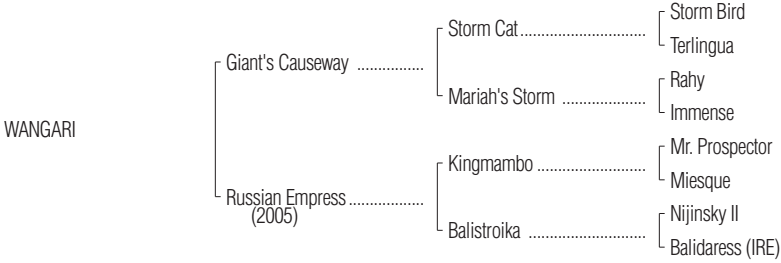 Storm Bird
Storm Cat..............................
Terlingua
Giant's Causeway ................
Rahy
Mariah's Storm ....................
Immense
WANGARI
Mr. Prospector
Kingmambo ..........................
Miesque
Russian Empress..................
(2005)
Nijinsky II
Balistroika ............................
Balidaress (IRE)